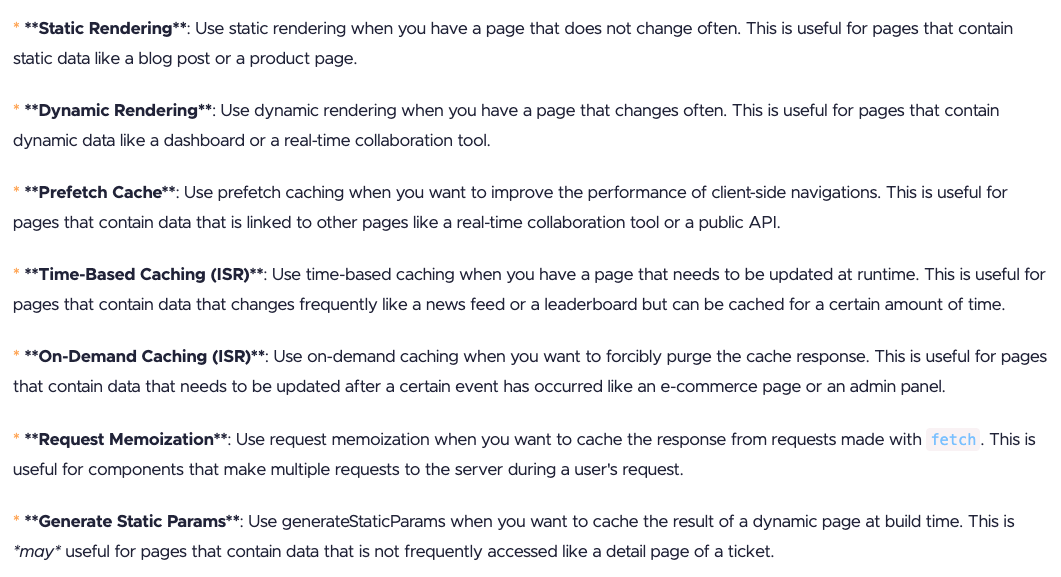 * **Static Rendering**: Use static rendering when you have a page that does not change often. This is useful for pages that contain
static data like a blog post or a product page.
* **Dynamic Rendering**: Use dynamic rendering when you have a page that changes often. This is useful for pages that contain
dynamic data like a dashboard or a real-time collaboration tool.
* **Prefetch Cache**: Use prefetch caching when you want to improve the performance of client-side navigations. This is useful for
pages that contain data that is linked to other pages like a real-time collaboration tool or a public API.
* **Time-Based Caching (ISR)**: Use time-based caching when you have a page that needs to be updated at runtime. This is useful for
pages that contain data that changes frequently like a news feed or a leaderboard but can be cached for a certain amount of time.
* **On-Demand Caching (ISR)**: Use on-demand caching when you want to forcibly purge the cache response. This is useful for pages
that contain data that needs to be updated after a certain event has occurred like an e-commerce page or an admin panel.
* **Request Memoization**: Use request memoization when you want to cache the response from requests made with fetch. This is
useful for components that make multiple requests to the server during a user's request.
* **Generate Static Params**: Use generateStaticParams when you want to cache the result of a dynamic page at build time. This is
*may* useful for pages that contain data that is not frequently accessed like a detail page of a ticket.